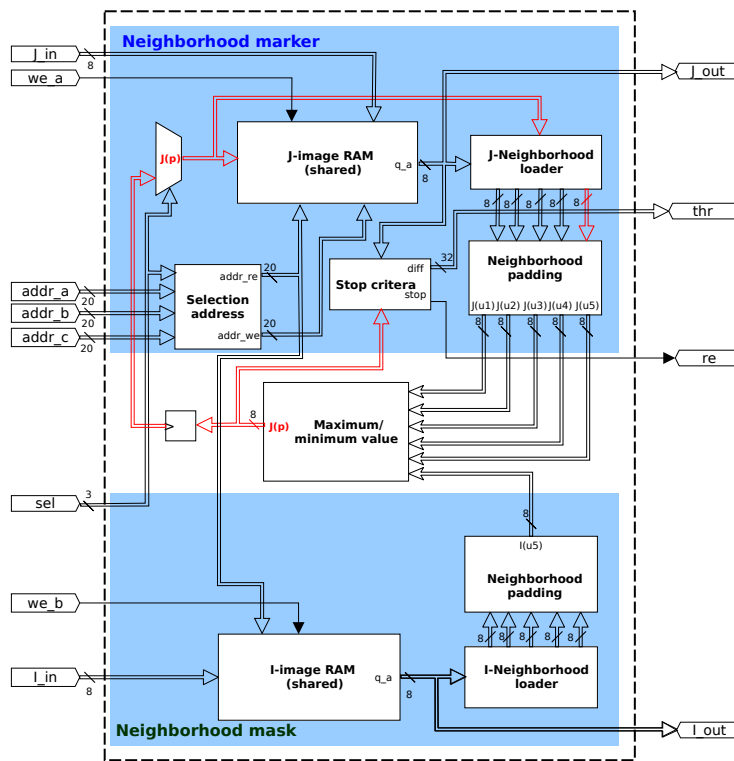 Neighborhood marker
J_in
8
we_a
J_out
J(p)
J-image RAM
(shared)
q_a
8
J-Neighborhood
loader
8
8
8
8
8
thr
addr_a
20
addr_b
20
addr_c
20
Selection
address
addr_re
20
addr_we
20
Stop critera
diff
32
stop
Neighborhood
padding
J(u1) J(u2) J(u3) J(u4) J(u5)
8
8
8
8
8
re
8
J(p)
Maximum/
minimum value
sel
3
8
I(u5)
Neighborhood
padding
we_b
8
8
8
8
8
I_in
8
I-image RAM
(shared)
q_a
8
I-Neighborhood
loader
Neighborhood mask
I_out